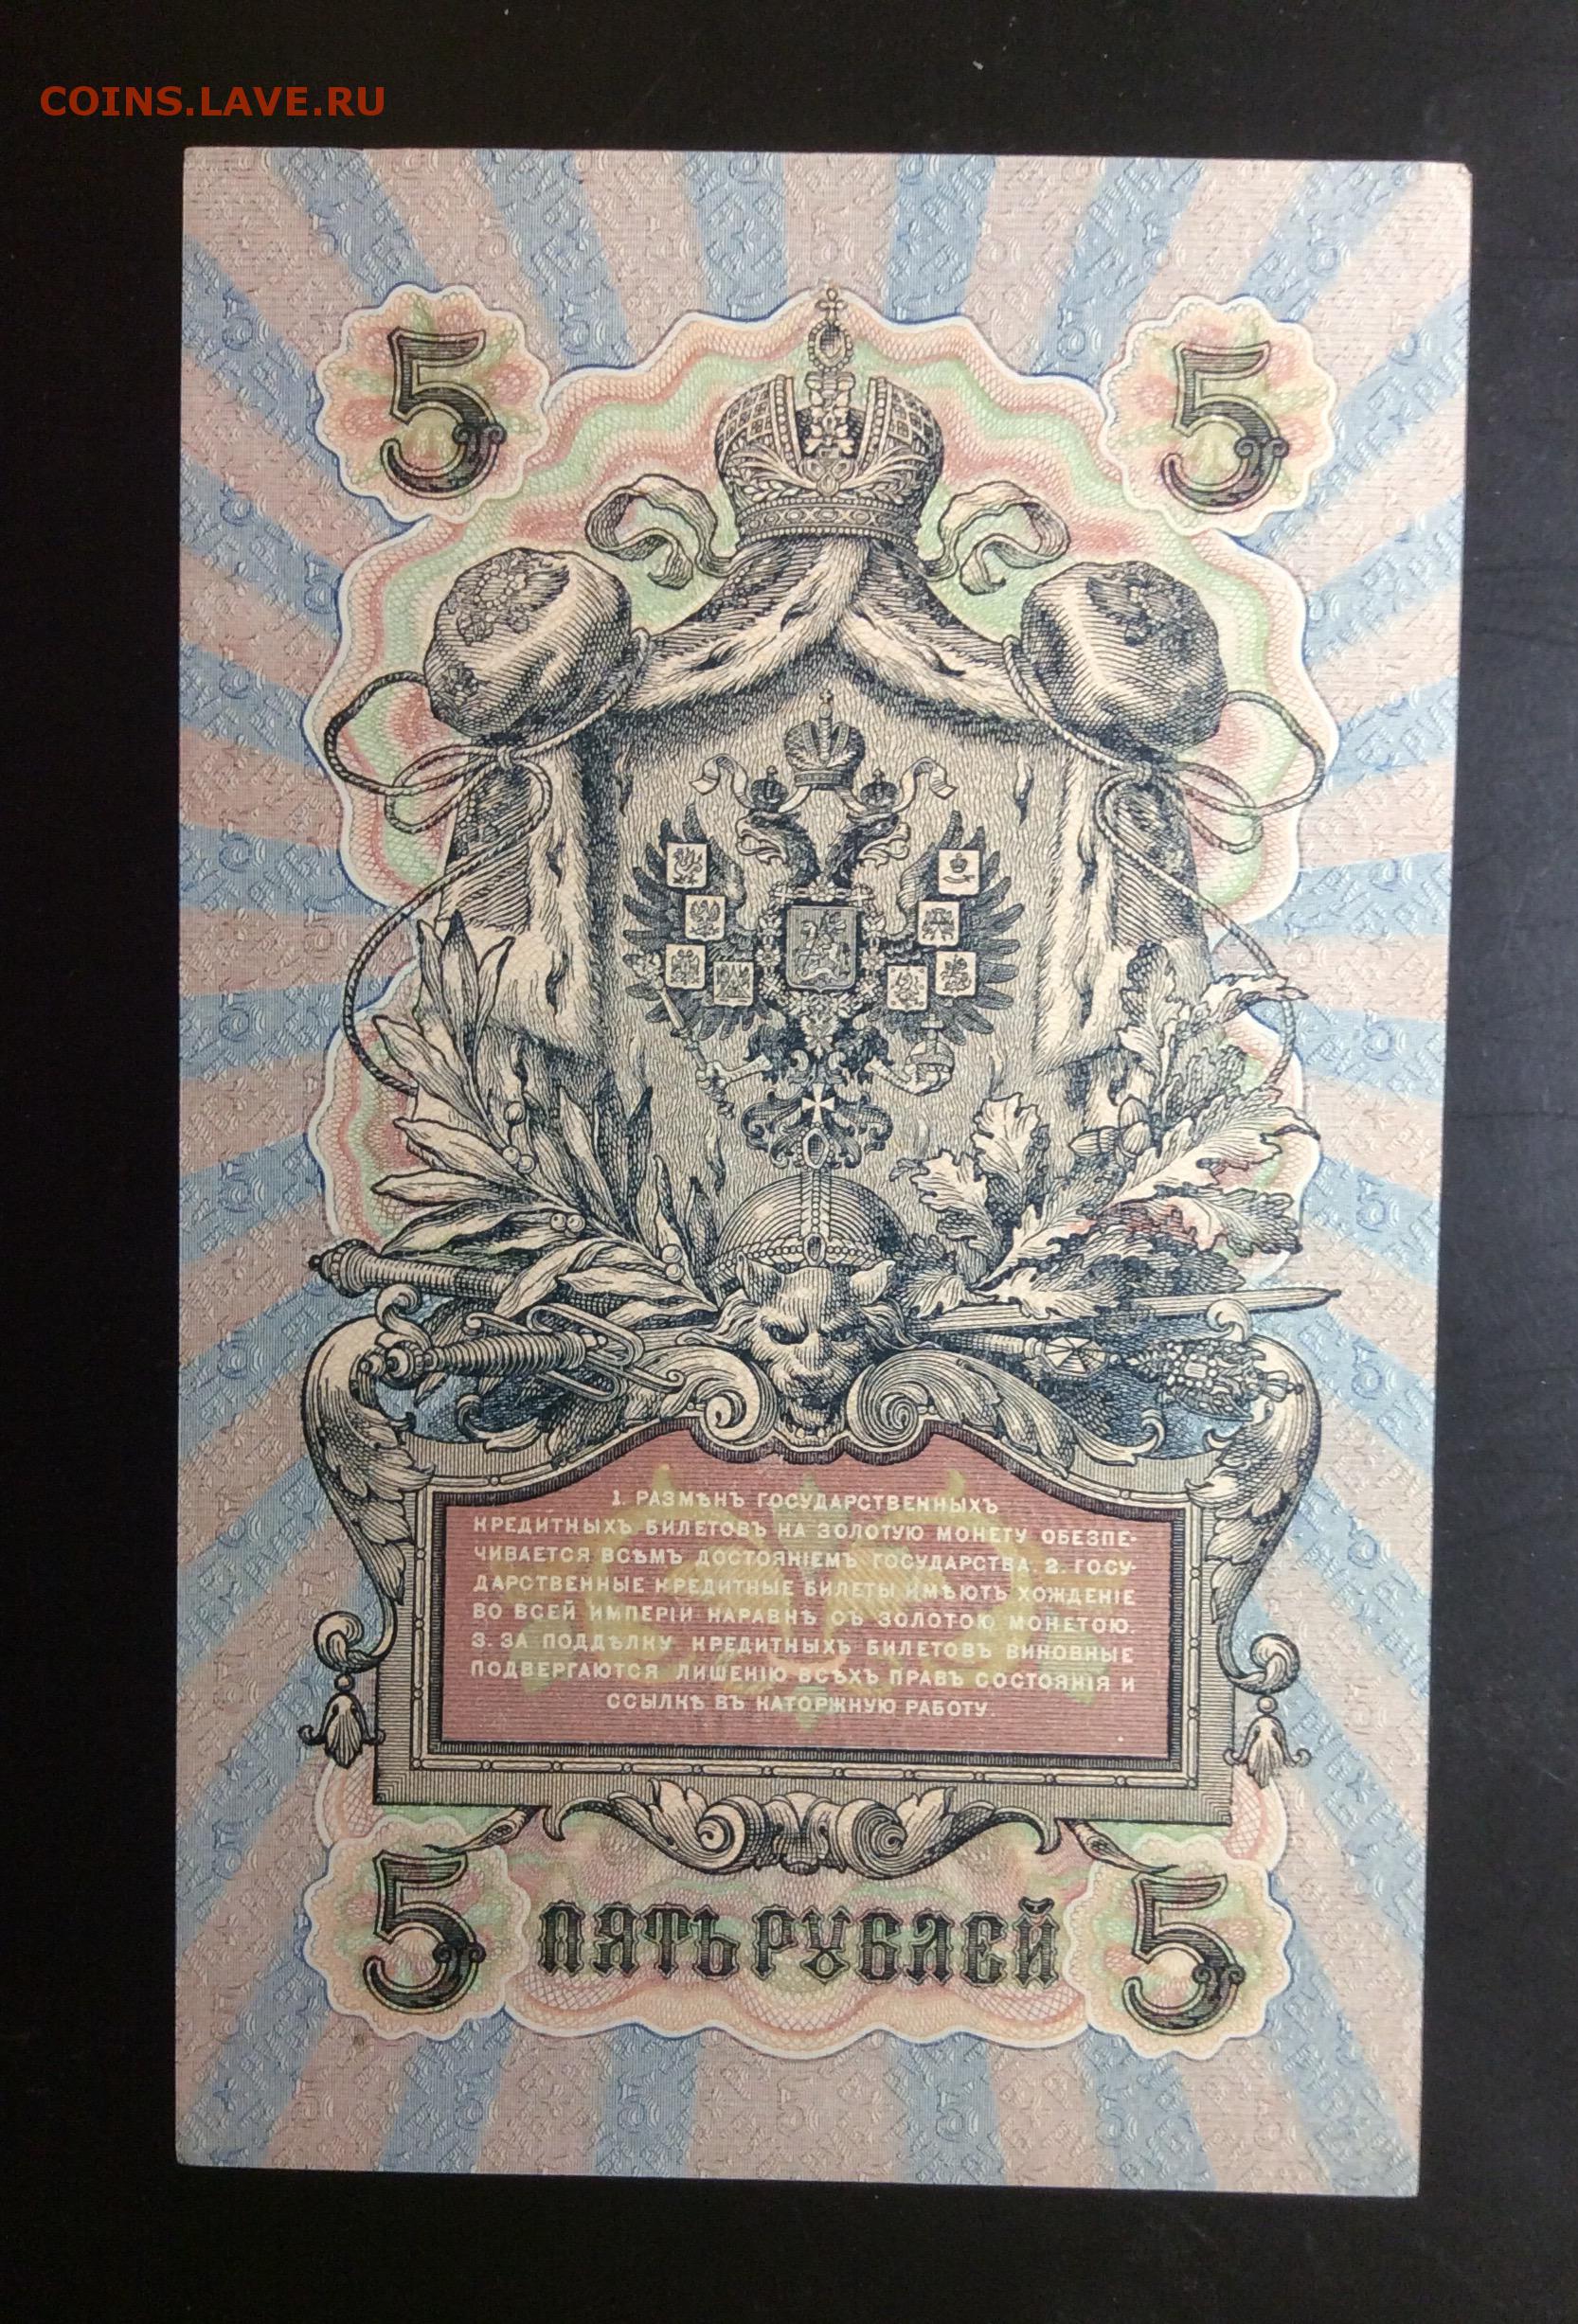 COINS.LAVE.RU
5 5
1. РАЗМѢНЪ ГОСУДАРСТВЕННЫХЪ
КРЕДИТНЫХЪ БИЛЕТОВЪ НА ЗОЛОТУЮ МОНЕТУ ОБЕЗПЕ-
ЧИВАЕТСЯ ВСѢМЪ ДОСТОЯНІЕМЪ ГОСУДАРСТВА. 2. ГОСУ-
ДАРСТВЕННЫЕ КРЕДИТНЫЕ БИЛЕТЫ ИМѢЮТЪ ХОЖДЕНІЕ
ВО ВСЕЙ ИМПЕРІИ НАРАВНѢ СЪ ЗОЛОТОЮ МОНЕТОЮ.
3. ЗА ПОДДѢЛКУ КРЕДИТНЫХЪ БИЛЕТОВЪ ВИНОВНЫЕ
ПОДВЕРГАЮТСЯ ЛИШЕНІЮ ВСѢХЪ ПРАВЪ СОСТОЯНІЯ И
ССЫЛКѢ ВЪ КАТОРЖНУЮ РАБОТУ.
5 ПЯТЬ РУБЛЕЙ 5